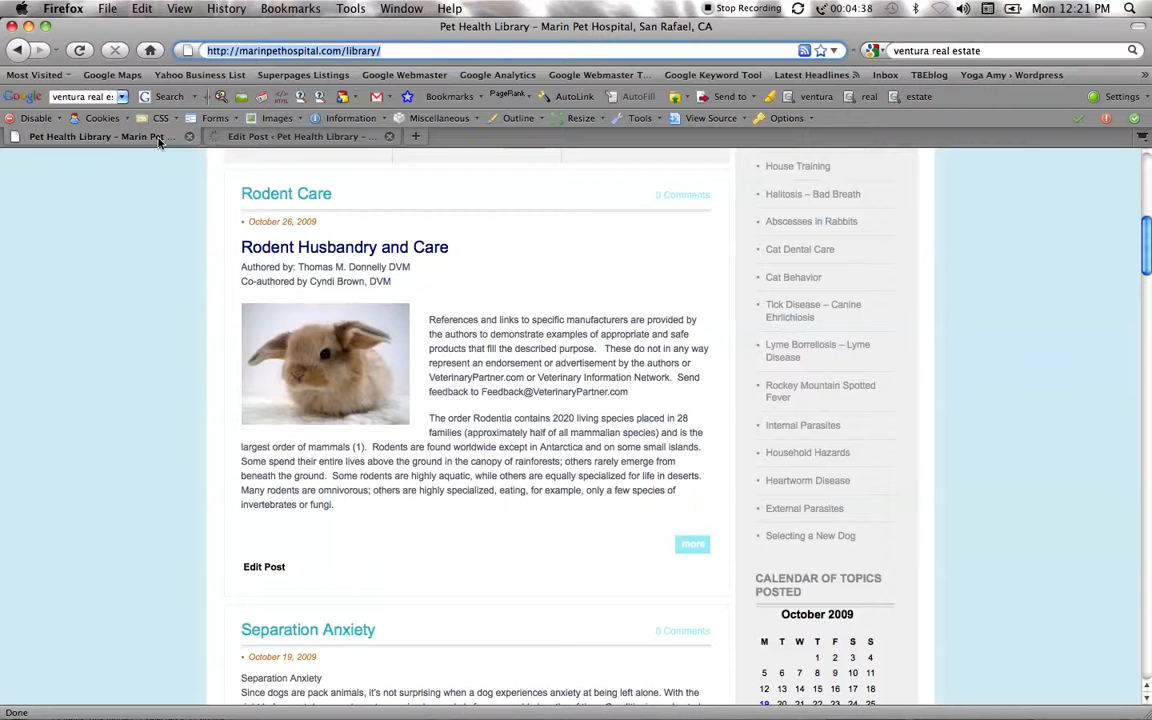 Firefox File Edit View History Bookmarks Tools Window Help Stop Recording 00:04:38 Mon 12:21 PM
Pet Health Library – Marin Pet Hospital, San Rafael, CA
http://marinpethospital.com/library/ ventura real estate
Most Visited Google Maps Yahoo Business List Superpages Listings Google Webmaster Google Analytics Google Webmaster T... Google Keyword Tool Latest Headlines Inbox TBEblog Yoga Amy › Wordpress »
Google ventura real e: Search Bookmarks PageRank AutoLink AutoFill Send to ventura real estate Settings
Disable Cookies CSS Forms Images Information Miscellaneous Outline Resize Tools View Source Options
Pet Health Library – Marin Pet ... Edit Post ‹ Pet Health Library – ...
Rodent Care
0 Comments
• October 26, 2009
Rodent Husbandry and Care
Authored by: Thomas M. Donnelly DVM
Co-authored by Cyndi Brown, DVM
References and links to specific manufacturers are provided by
the authors to demonstrate examples of appropriate and safe
products that fill the described purpose. These do not in any way
represent an endorsement or advertisement by the authors or
VeterinaryPartner.com or Veterinary Information Network. Send
feedback to Feedback@VeterinaryPartner.com
The order Rodentia contains 2020 living species placed in 28
families (approximately half of all mammalian species) and is the
largest order of mammals (1). Rodents are found worldwide except in Antarctica and on some small islands.
Some spend their entire lives above the ground in the canopy of rainforests; others rarely emerge from
beneath the ground. Some rodents are highly aquatic, while others are equally specialized for life in deserts.
Many rodents are omnivorous; others are highly specialized, eating, for example, only a few species of
invertebrates or fungi.
more
Edit Post
Separation Anxiety
0 Comments
• October 19, 2009
Separation Anxiety
Since dogs are pack animals, it's not surprising when a dog experiences anxiety at being left alone. With the
• House Training
• Halitosis – Bad Breath
• Abscesses in Rabbits
• Cat Dental Care
• Cat Behavior
• Tick Disease – Canine
Ehrlichiosis
• Lyme Borreliosis – Lyme
Disease
• Rockey Mountain Spotted
Fever
• Internal Parasites
• Household Hazards
• Heartworm Disease
• External Parasites
• Selecting a New Dog
CALENDAR OF TOPICS
POSTED
October 2009
M T W T F S S
1 2 3 4
5 6 7 8 9 10 11
12 13 14 15 16 17 18
19
Done